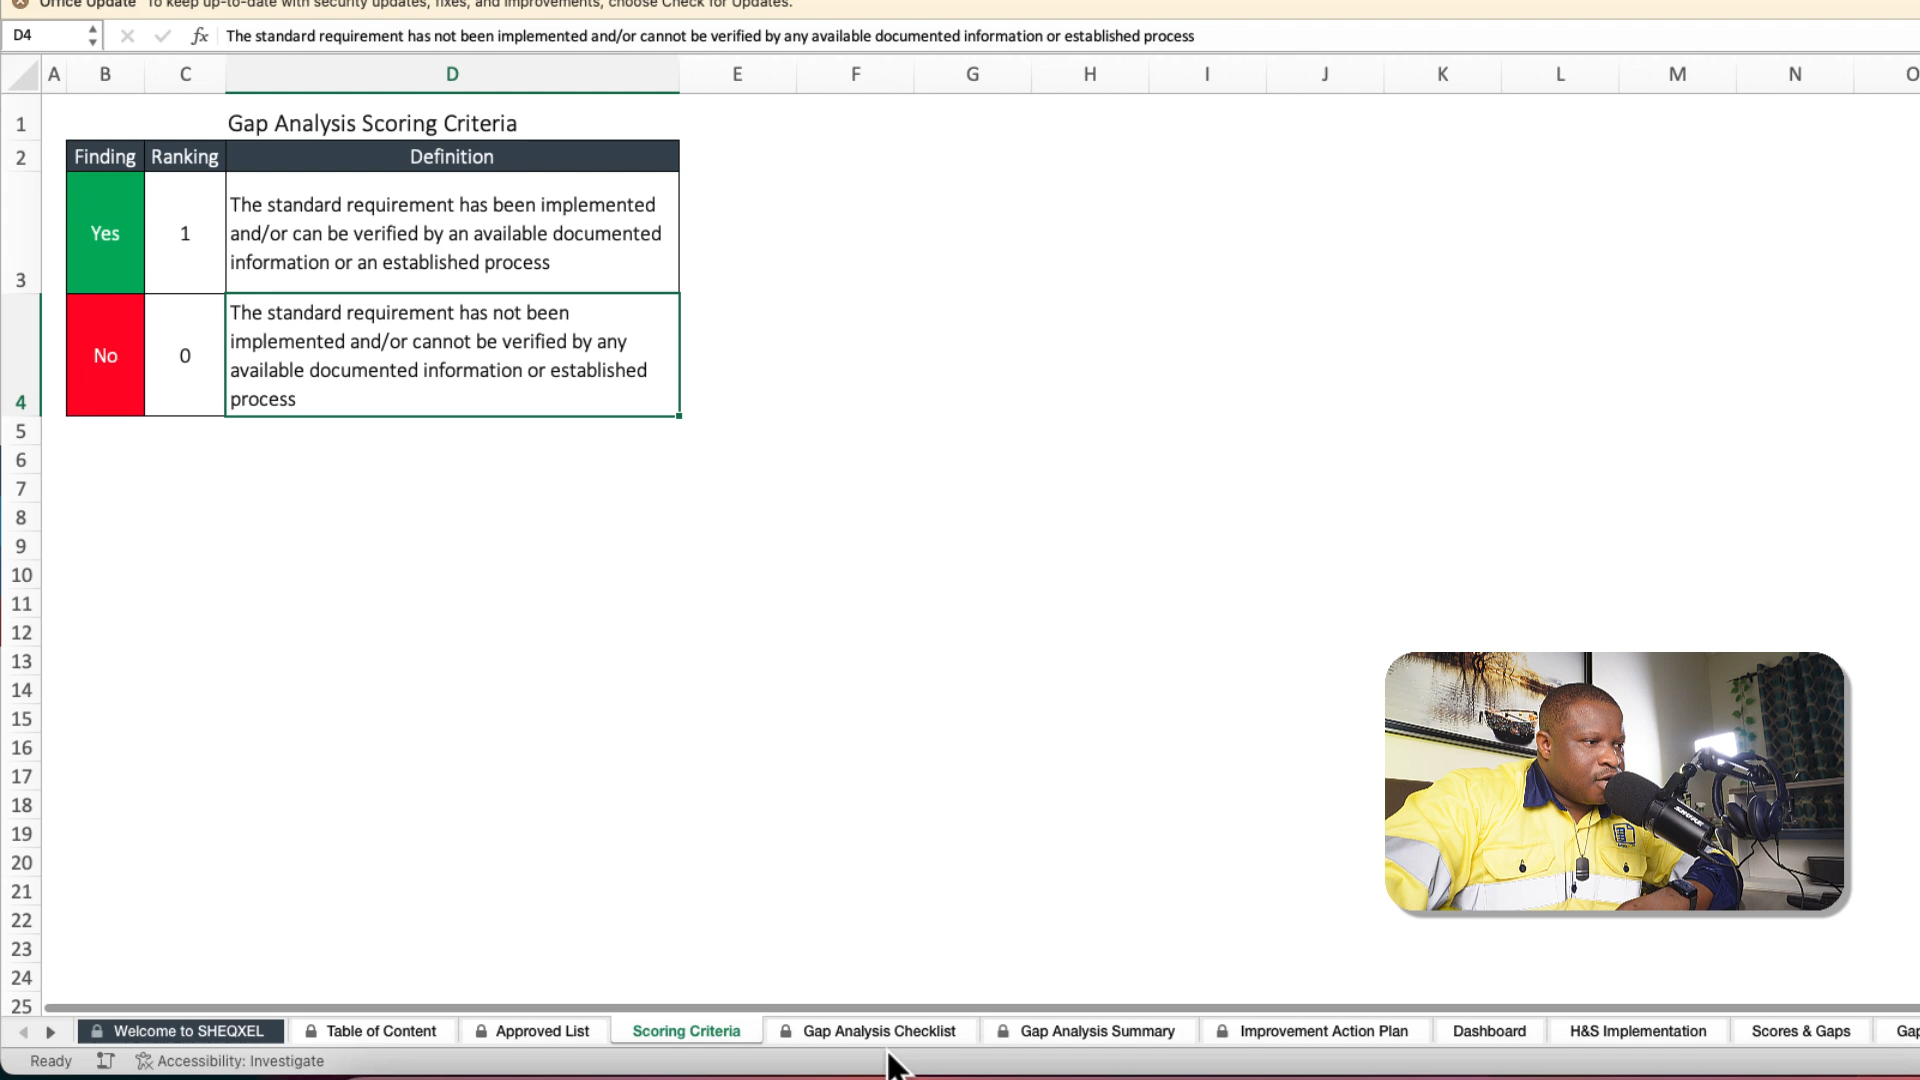 Office Update To keep up-to-date with security updates, fixes, and improvements, choose Check for Updates.
D4 fx The standard requirement has not been implemented and/or cannot be verified by any available documented information or established process
A B C D E F G H I J K L M N O
1 Gap Analysis Scoring Criteria
2 Finding Ranking Definition
The standard requirement has been implemented
Yes 1 and/or can be verified by an available documented
information or an established process
3
The standard requirement has not been
implemented and/or cannot be verified by any
No 0
available documented information or established
process
4
5
6
7
8
9
10
11
12
13
14
15
16
17
18
19
20
21
22
23
24
25
Welcome to SHEQXEL Table of Content Approved List Scoring Criteria Gap Analysis Checklist Gap Analysis Summary Improvement Action Plan Dashboard H&S Implementation Scores & Gaps Gap
Ready Accessibility: Investigate
SHURE